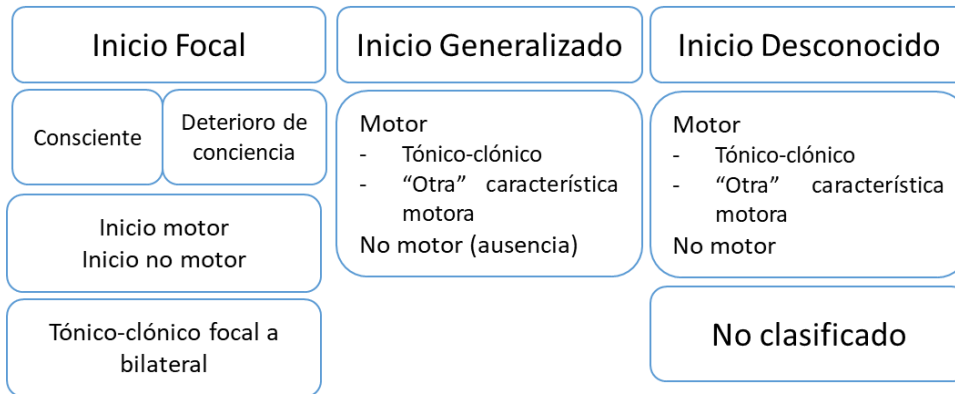 Inicio Focal
Consciente
Deterioro de
conciencia
Inicio motor
Inicio no motor
Tónico-clónico focal a
bilateral
Inicio Generalizado
Motor
- Tónico-clónico
- “Otra” característica
motora
No motor (ausencia)
Inicio Desconocido
Motor
- Tónico-clónico
- “Otra” característica
motora
No motor
No clasificado